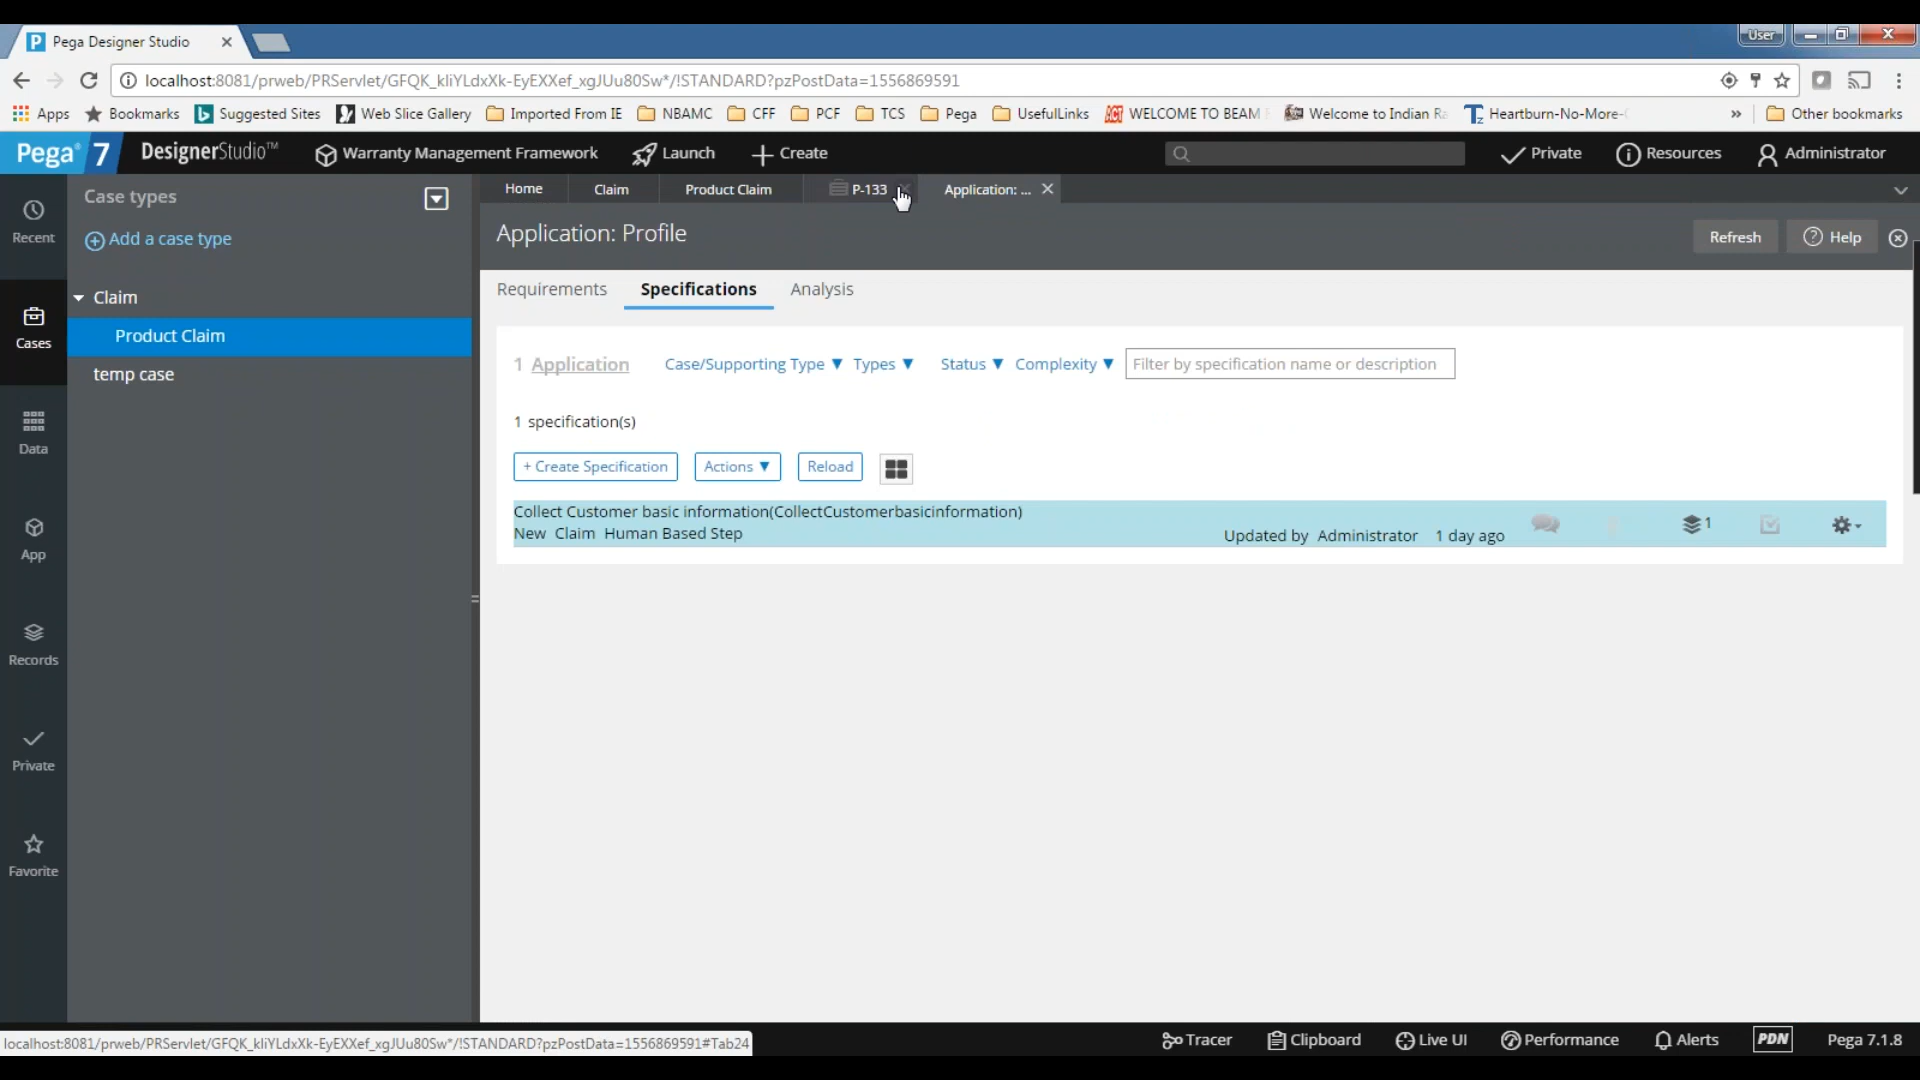 Pega Designer Studio
User
localhost:8081/prweb/PRServlet/GFQK_kliYLdxXk-EyEXXef_xgJUu80Sw*/!STANDARD?pzPostData=1556869591
Apps Bookmarks Suggested Sites Web Slice Gallery Imported From IE NBAMC CFF PCF TCS Pega UsefulLinks WELCOME TO BEAM Welcome to Indian Ra Heartburn-No-More- » Other bookmarks
Pega 7 DesignerStudio™ Warranty Management Framework Launch + Create Private Resources Administrator
Case types
Home Claim Product Claim P-133 Application: ...
Recent
Add a case type
Application: Profile
Refresh Help
Requirements Specifications Analysis
Claim
Cases
Product Claim
temp case
1 Application Case/Supporting Type ▼ Types ▼ Status ▼ Complexity ▼ Filter by specification name or description
1 specification(s)
Data
+ Create Specification Actions ▼ Reload
Collect Customer basic information(CollectCustomerbasicinformation)
New Claim Human Based Step Updated by Administrator 1 day ago 1
App
Records
Private
Favorite
localhost:8081/prweb/PRServlet/GFQK_kliYLdxXk-EyEXXef_xgJUu80Sw*/!STANDARD?pzPostData=1556869591#Tab24
Tracer Clipboard Live UI Performance Alerts PDN Pega 7.1.8